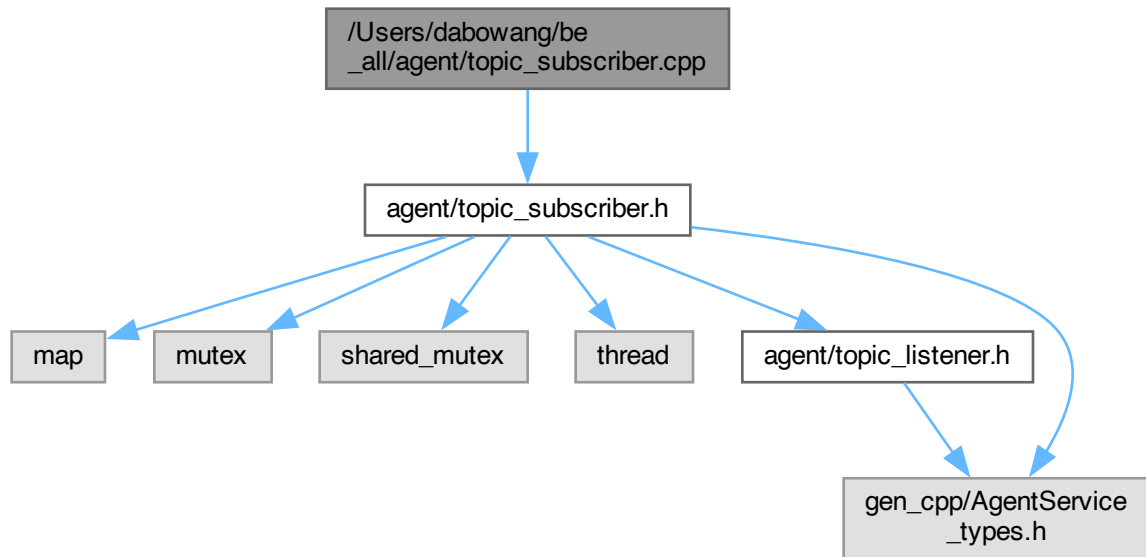 /Users/dabowang/be
_all/agent/topic_subscriber.cpp
agent/topic_subscriber.h
map
mutex
shared_mutex
thread
agent/topic_listener.h
gen_cpp/AgentService
_types.h